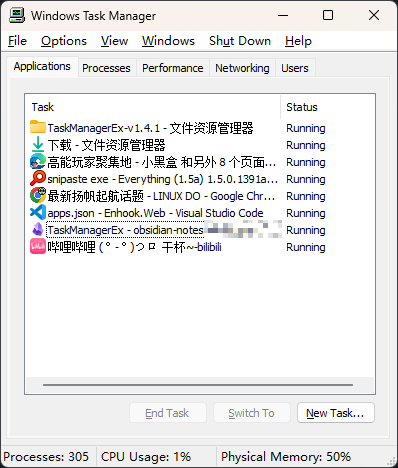 Windows Task Manager
File Options View Windows Shut Down Help
Applications Processes Performance Networking Users
Task Status
TaskManagerEx-v1.4.1 - 文件资源管理器 Running
下载 - 文件资源管理器 Running
高能玩家聚集地 - 小黑盒 和另外 8 个页面... Running
snipaste exe - Everything (1.5a) 1.5.0.1391a... Running
最新扬帆起航话题 - LINUX DO - Google Chr... Running
apps.json - Enhook.Web - Visual Studio Code Running
TaskManagerEx - obsidian-notes Running
哔哩哔哩 (゜-゜)つロ 干杯~-bilibili Running
End Task Switch To New Task...
Processes: 305 CPU Usage: 1% Physical Memory: 50%